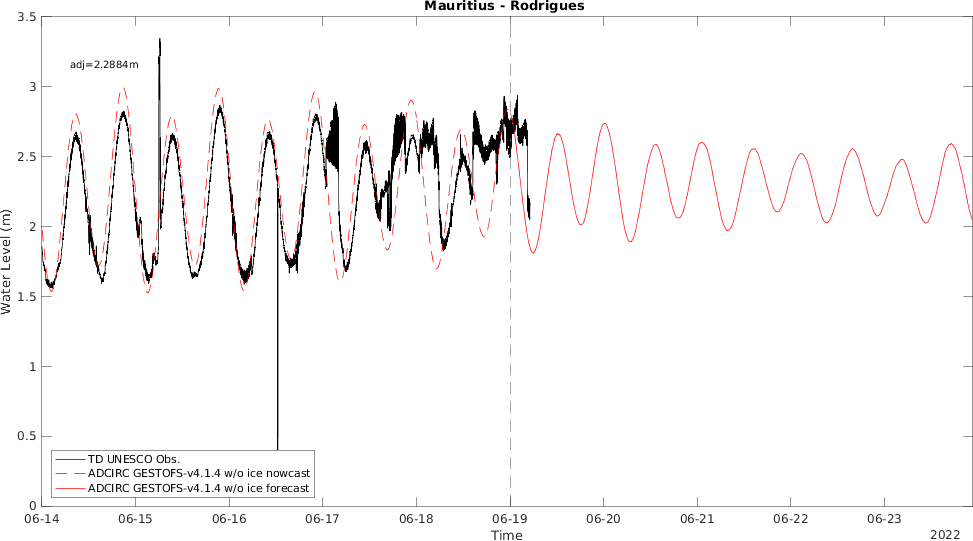 Mauritius - Rodrigues
3.5
adj=2.2884m
3
2.5
2
Water Level (m)
1.5
1
0.5
TD UNESCO Obs.
ADCIRC GESTOFS-v4.1.4 w/o ice nowcast
ADCIRC GESTOFS-v4.1.4 w/o ice forecast
0
06-14 06-15 06-16 06-17 06-18 06-19 06-20 06-21 06-22 06-23
Time
2022